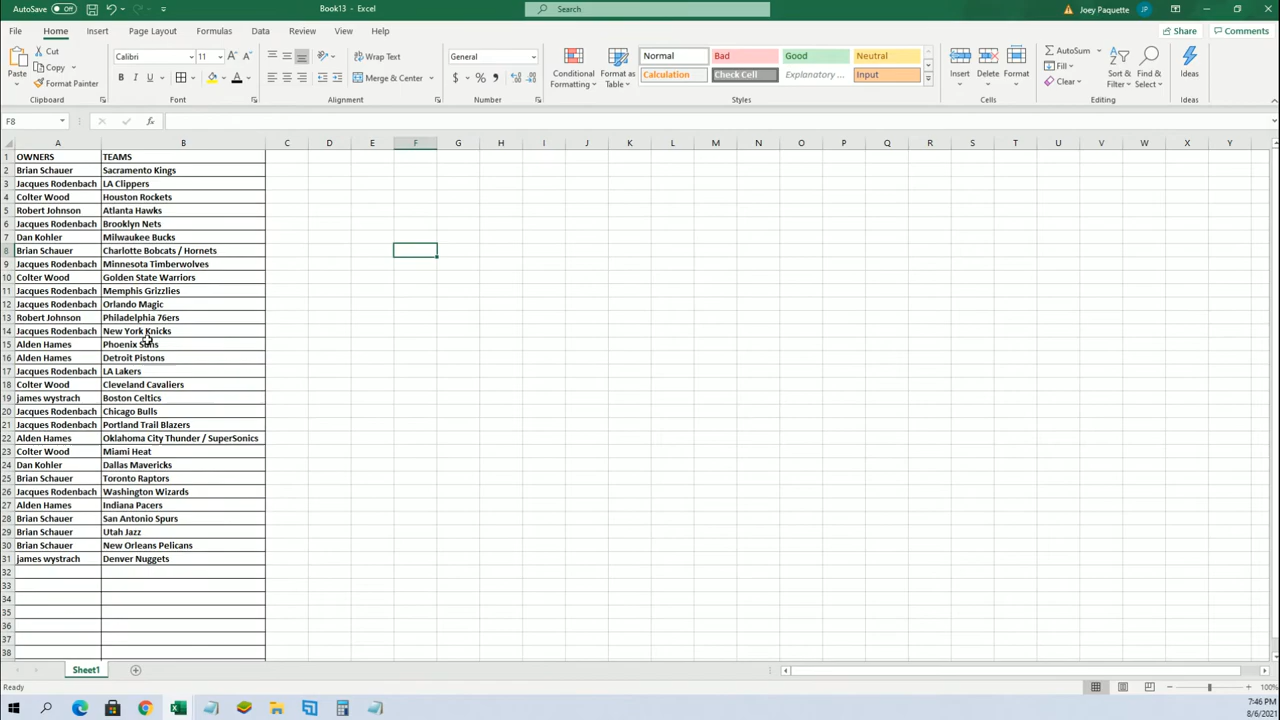 AutoSave Off Book13 - Excel Search Joey Paquette JP
File Home Insert Page Layout Formulas Data Review View Help Share Comments
Paste Cut Copy Format Painter Clipboard
Calibri 11 Font
Wrap Text Merge & Center Alignment
General Number
Conditional Formatting Format as Table
Normal Bad Good Neutral
Calculation Check Cell Explanatory ... Input
Styles
Insert Delete Format Cells
AutoSum Fill Clear Sort & Filter Find & Select Editing
Ideas Ideas
F8 fx
A B C D E F G H I J K L M N O P Q R S T U V W X Y
1 OWNERS TEAMS
2 Brian Schauer Sacramento Kings
3 Jacques Rodenbach LA Clippers
4 Colter Wood Houston Rockets
5 Robert Johnson Atlanta Hawks
6 Jacques Rodenbach Brooklyn Nets
7 Dan Kohler Milwaukee Bucks
8 Brian Schauer Charlotte Bobcats / Hornets
9 Jacques Rodenbach Minnesota Timberwolves
10 Colter Wood Golden State Warriors
11 Jacques Rodenbach Memphis Grizzlies
12 Jacques Rodenbach Orlando Magic
13 Robert Johnson Philadelphia 76ers
14 Jacques Rodenbach New York Knicks
15 Alden Hames Phoenix Suns
16 Alden Hames Detroit Pistons
17 Jacques Rodenbach LA Lakers
18 Colter Wood Cleveland Cavaliers
19 james wystrach Boston Celtics
20 Jacques Rodenbach Chicago Bulls
21 Jacques Rodenbach Portland Trail Blazers
22 Alden Hames Oklahoma City Thunder / SuperSonics
23 Colter Wood Miami Heat
24 Dan Kohler Dallas Mavericks
25 Brian Schauer Toronto Raptors
26 Jacques Rodenbach Washington Wizards
27 Alden Hames Indiana Pacers
28 Brian Schauer San Antonio Spurs
29 Brian Schauer Utah Jazz
30 Brian Schauer New Orleans Pelicans
31 james wystrach Denver Nuggets
32
33
34
35
36
37
38
Sheet1
Ready 100%
7:46 PM
8/6/2021